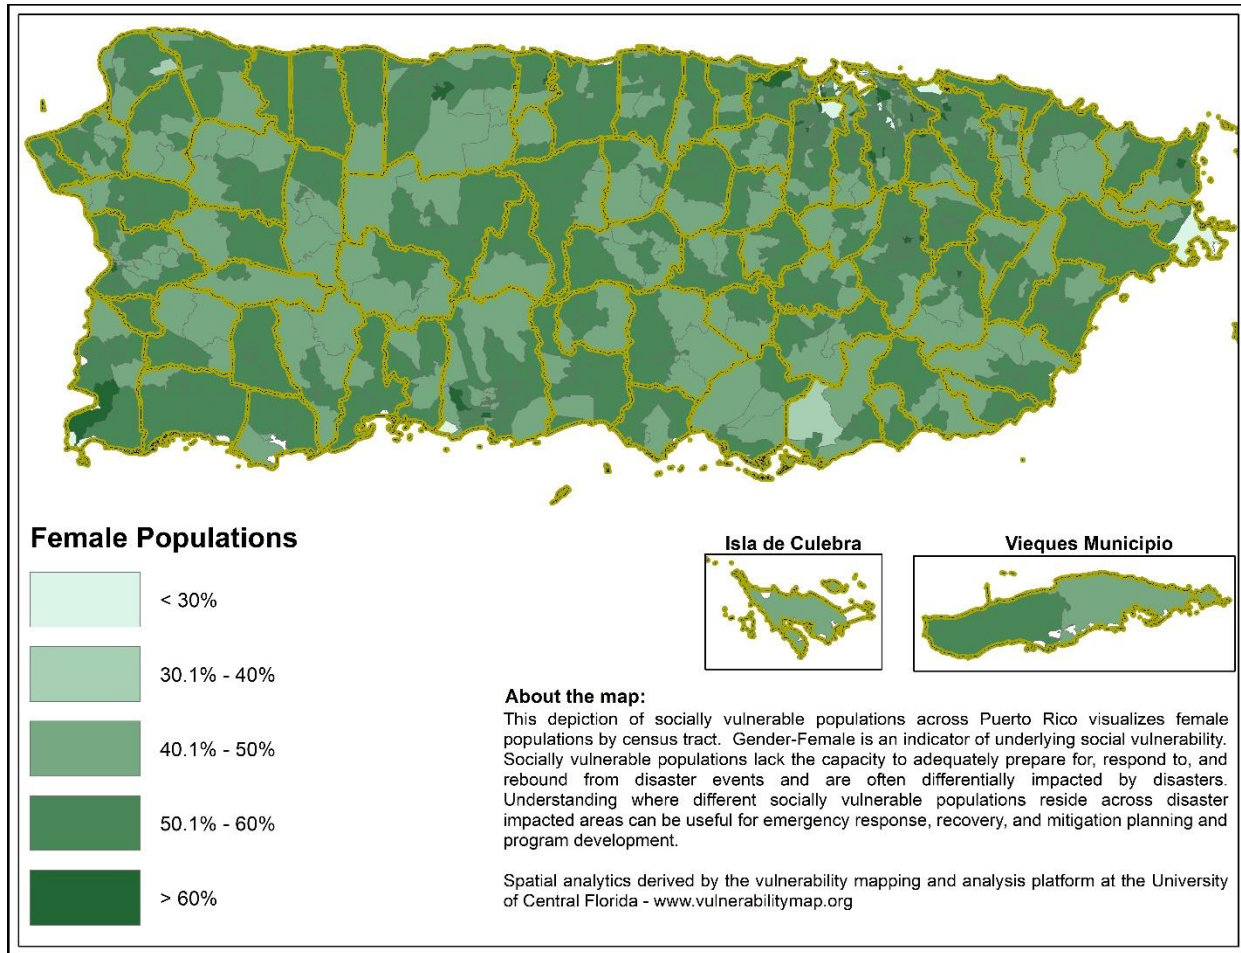 Female Populations
< 30%
30.1% - 40%
40.1% - 50%
50.1% - 60%
> 60%
Isla de Culebra
Vieques Municipio
About the map:
This depiction of socially vulnerable populations across Puerto Rico visualizes female
populations by census tract. Gender-Female is an indicator of underlying social vulnerability.
Socially vulnerable populations lack the capacity to adequately prepare for, respond to, and
rebound from disaster events and are often differentially impacted by disasters.
Understanding where different socially vulnerable populations reside across disaster
impacted areas can be useful for emergency response, recovery, and mitigation planning and
program development.
Spatial analytics derived by the vulnerability mapping and analysis platform at the University
of Central Florida - www.vulnerabilitymap.org